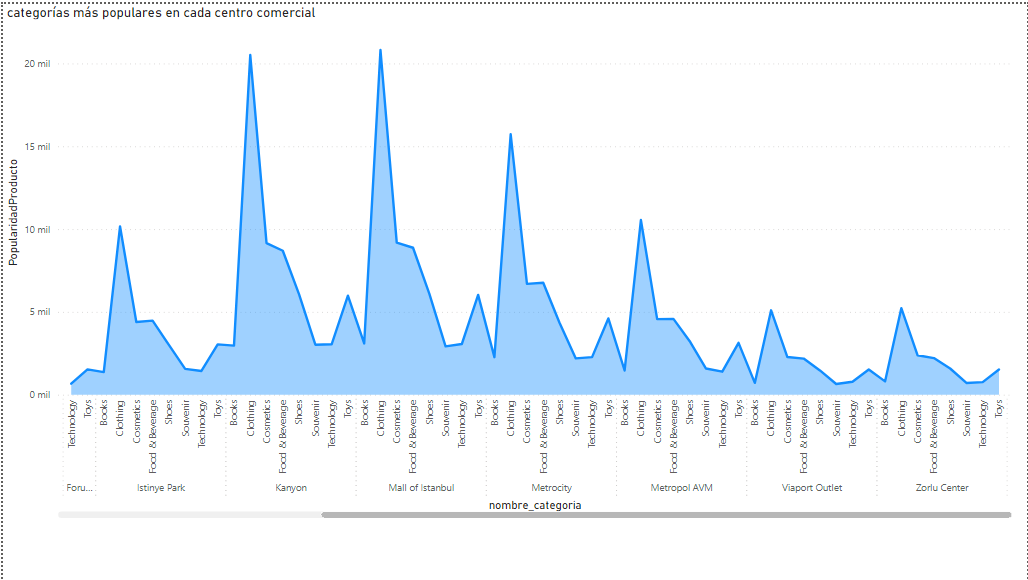 categorías más populares en cada centro comercial
PopularidadProducto
20 mil
15 mil
10 mil
5 mil
0 mil
Technology
Toys
Books
Clothing
Cosmetics
Food & Beverage
Shoes
Souvenir
Technology
Toys
Books
Clothing
Cosmetics
Food & Beverage
Shoes
Souvenir
Technology
Toys
Books
Clothing
Cosmetics
Food & Beverage
Shoes
Souvenir
Technology
Toys
Books
Clothing
Cosmetics
Food & Beverage
Shoes
Souvenir
Technology
Toys
Books
Clothing
Cosmetics
Food & Beverage
Shoes
Souvenir
Technology
Toys
Books
Clothing
Cosmetics
Food & Beverage
Shoes
Souvenir
Technology
Toys
Books
Clothing
Cosmetics
Food & Beverage
Shoes
Souvenir
Technology
Toys
Foru...
Istinye Park
Kanyon
Mall of Istanbul
Metrocity
Metropol AVM
Viaport Outlet
Zorlu Center
nombre_categoria